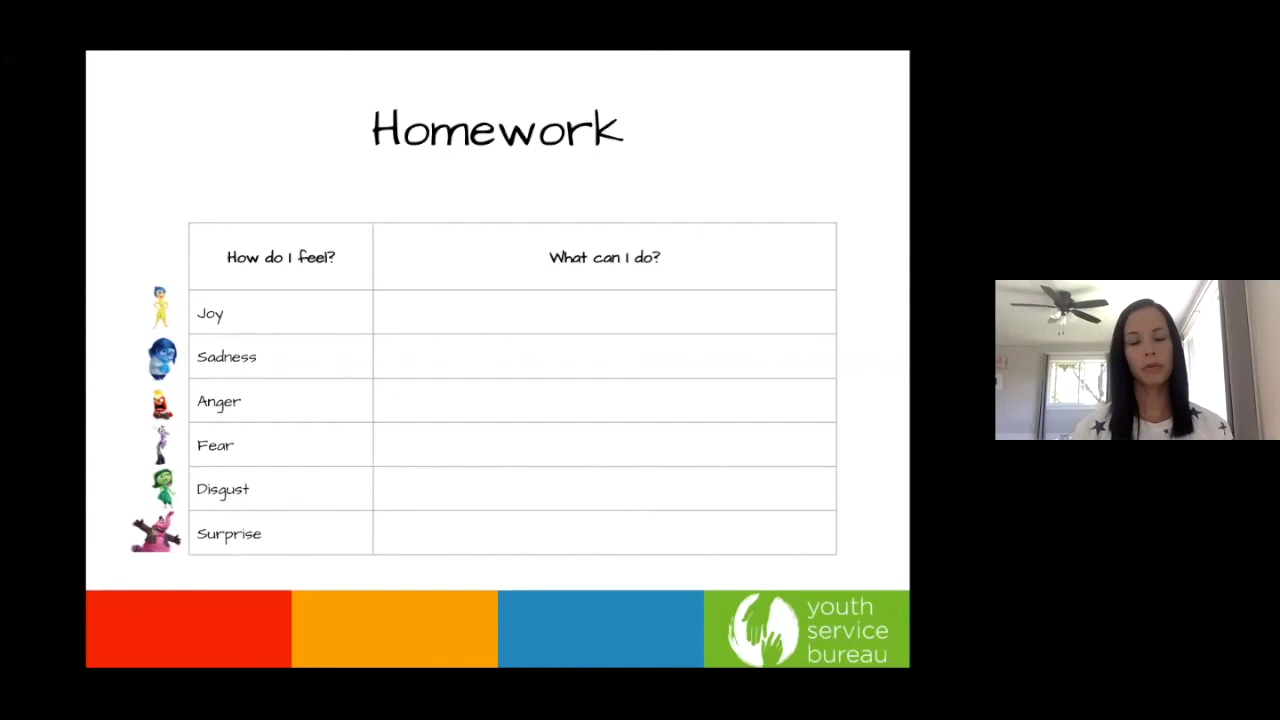 Homework
How do I feel?
What can I do?
Joy
Sadness
Anger
Fear
Disgust
Surprise
youth
service
bureau